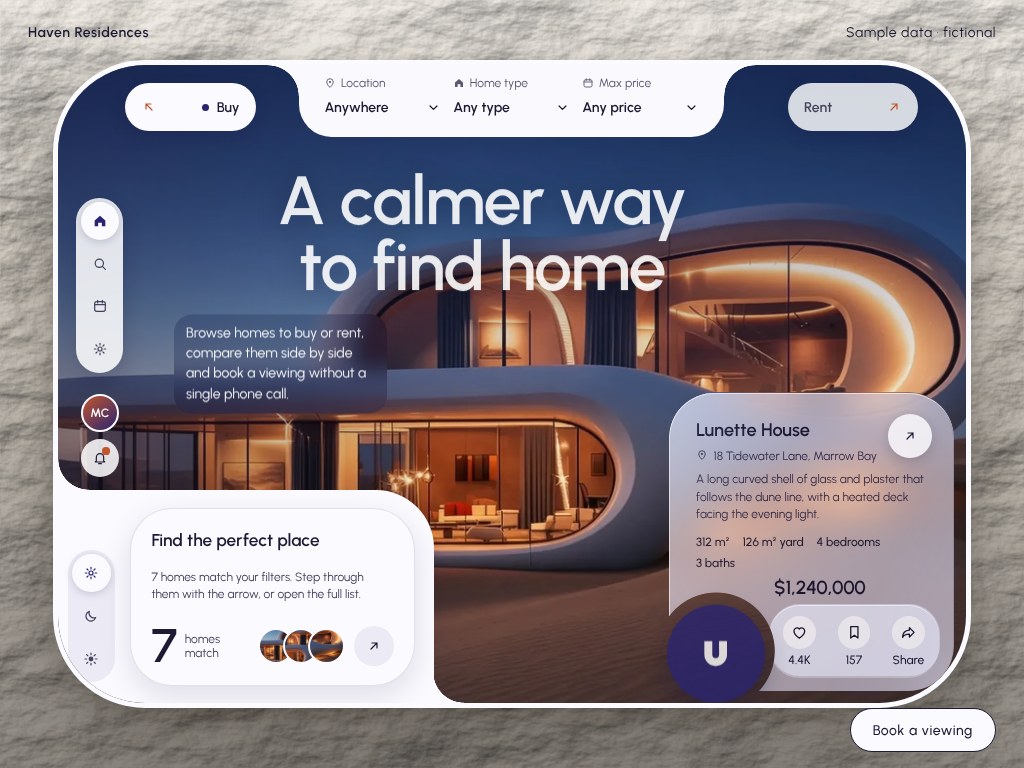 Haven Residences
Sample data · fictional
Buy
Location
Home type
Max price
Anywhere
Any type
Any price
Rent
A calmer way
to find home
Browse homes to buy or rent,
compare them side by side
and book a viewing without a
single phone call.
MC
Lunette House
18 Tidewater Lane, Marrow Bay
A long curved shell of glass and plaster that
follows the dune line, with a heated deck
facing the evening light.
312 m² 126 m² yard 4 bedrooms
3 baths
$1,240,000
4.4K
157
Share
Find the perfect place
7 homes match your filters. Step through
them with the arrow, or open the full list.
7
homes
match
Book a viewing